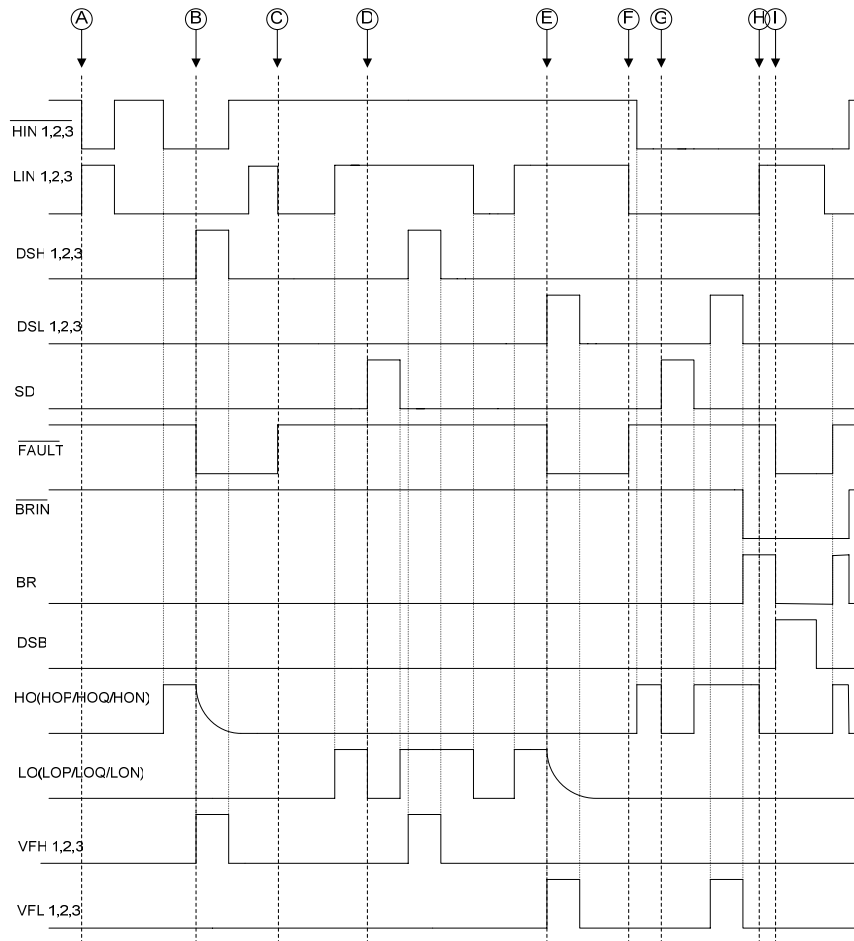 A B C D E F G H I
HIN 1,2,3
LIN 1,2,3
DSH 1,2,3
DSL 1,2,3
SD
FAULT
BRIN
BR
DSB
HO(HOP/HOQ/HON)
LO(LOP/LOQ/LON)
VFH 1,2,3
VFL 1,2,3